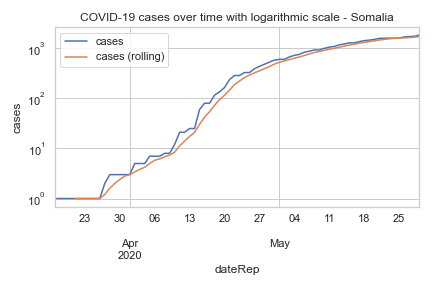 COVID-19 cases over time with logarithmic scale - Somalia
cases
cases (rolling)
10³
10²
10¹
10⁰
cases
23 30 06 13 20 27 04 11 18 25
Apr May
2020
dateRep